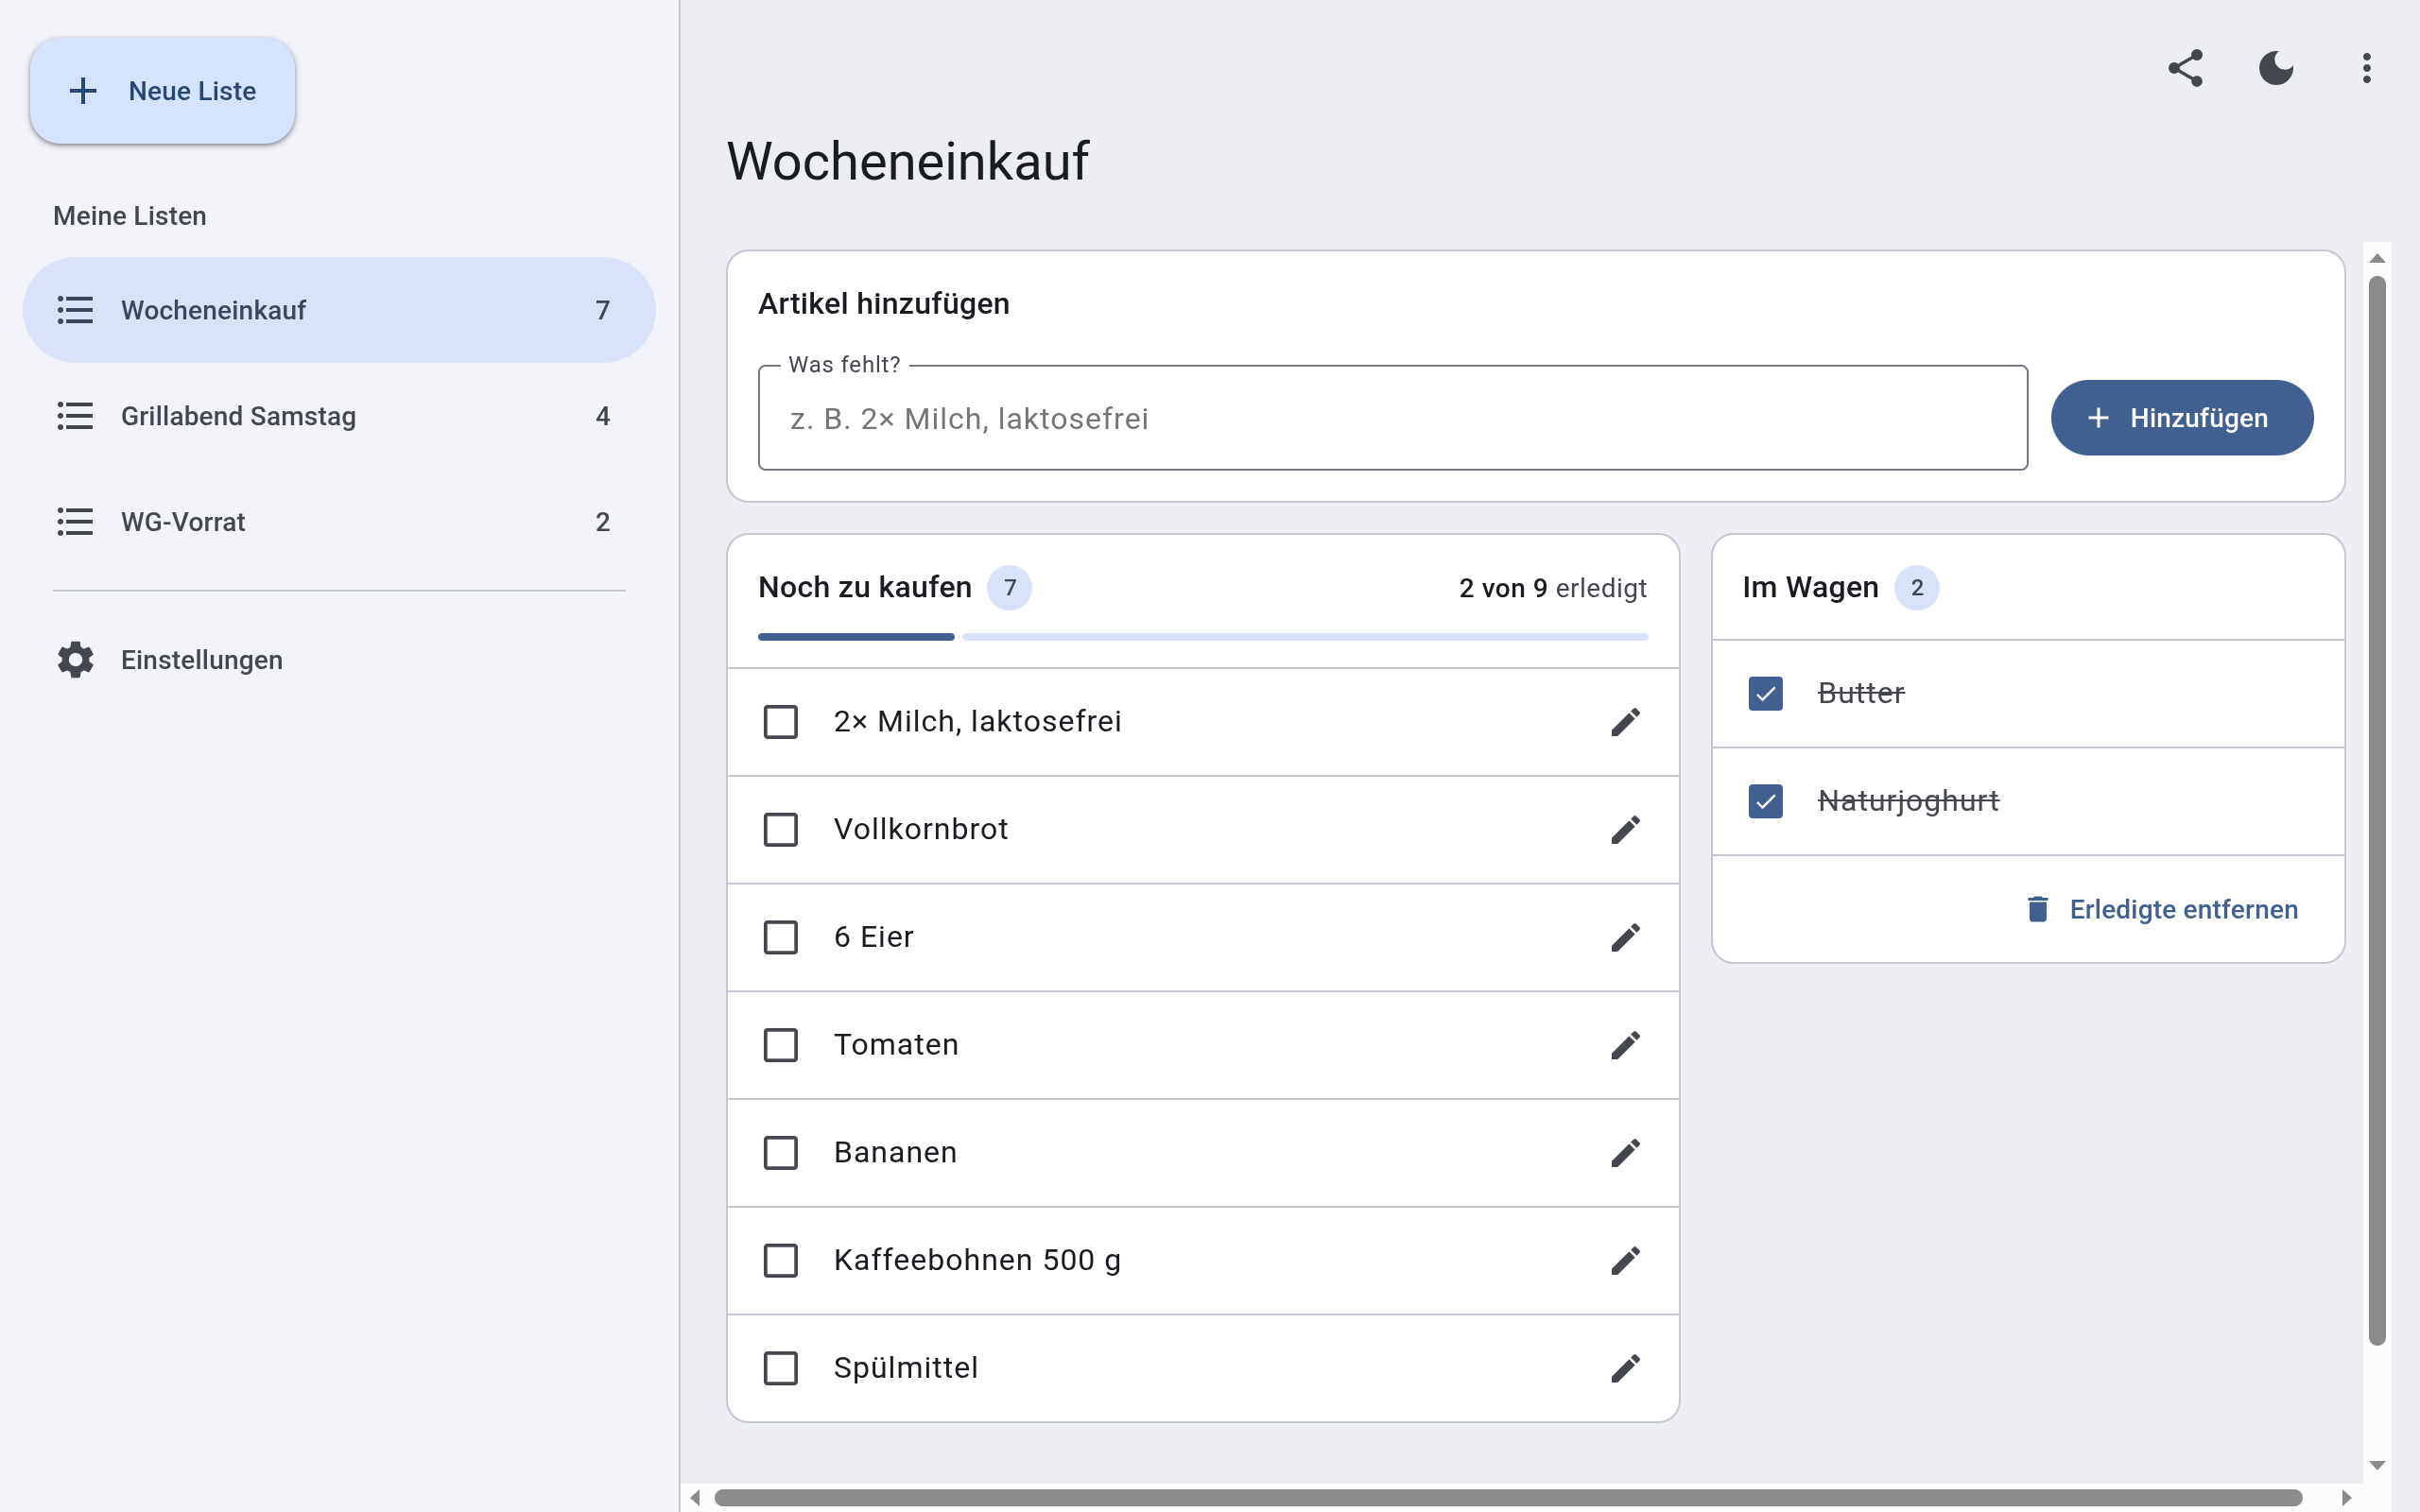 Neue Liste
Meine Listen
Wocheneinkauf 7
Grillabend Samstag 4
WG-Vorrat 2
Einstellungen
Wocheneinkauf
Artikel hinzufügen
Was fehlt?
z. B. 2× Milch, laktosefrei
Hinzufügen
Noch zu kaufen 7 2 von 9 erledigt
2× Milch, laktosefrei
Vollkornbrot
6 Eier
Tomaten
Bananen
Kaffeebohnen 500 g
Spülmittel
Im Wagen 2
Butter
Naturjoghurt
Erledigte entfernen